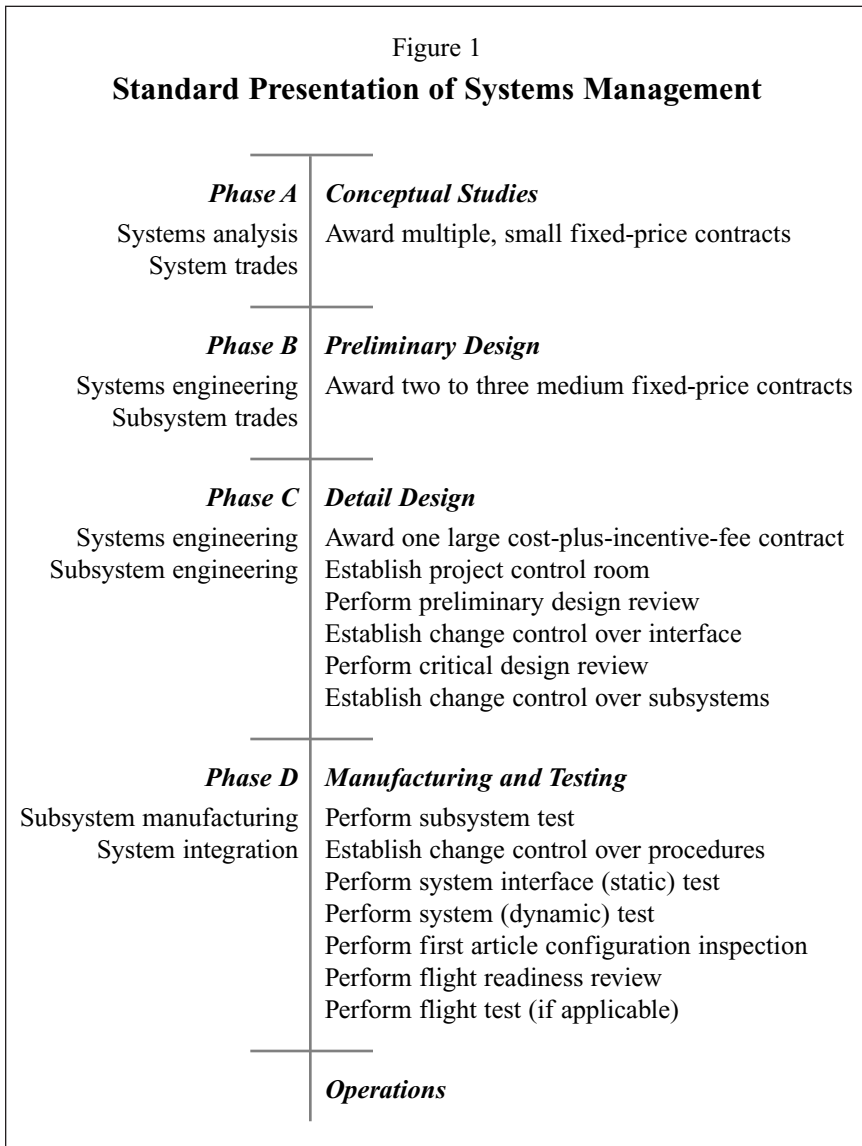 Figure 1
Standard Presentation of Systems Management
Phase A
Conceptual Studies
Systems analysis
System trades
Award multiple, small fixed-price contracts
Phase B
Preliminary Design
Systems engineering
Subsystem trades
Award two to three medium fixed-price contracts
Phase C
Detail Design
Systems engineering
Subsystem engineering
Award one large cost-plus-incentive-fee contract
Establish project control room
Perform preliminary design review
Establish change control over interface
Perform critical design review
Establish change control over subsystems
Phase D
Manufacturing and Testing
Subsystem manufacturing
System integration
Perform subsystem test
Establish change control over procedures
Perform system interface (static) test
Perform system (dynamic) test
Perform first article configuration inspection
Perform flight readiness review
Perform flight test (if applicable)
Operations